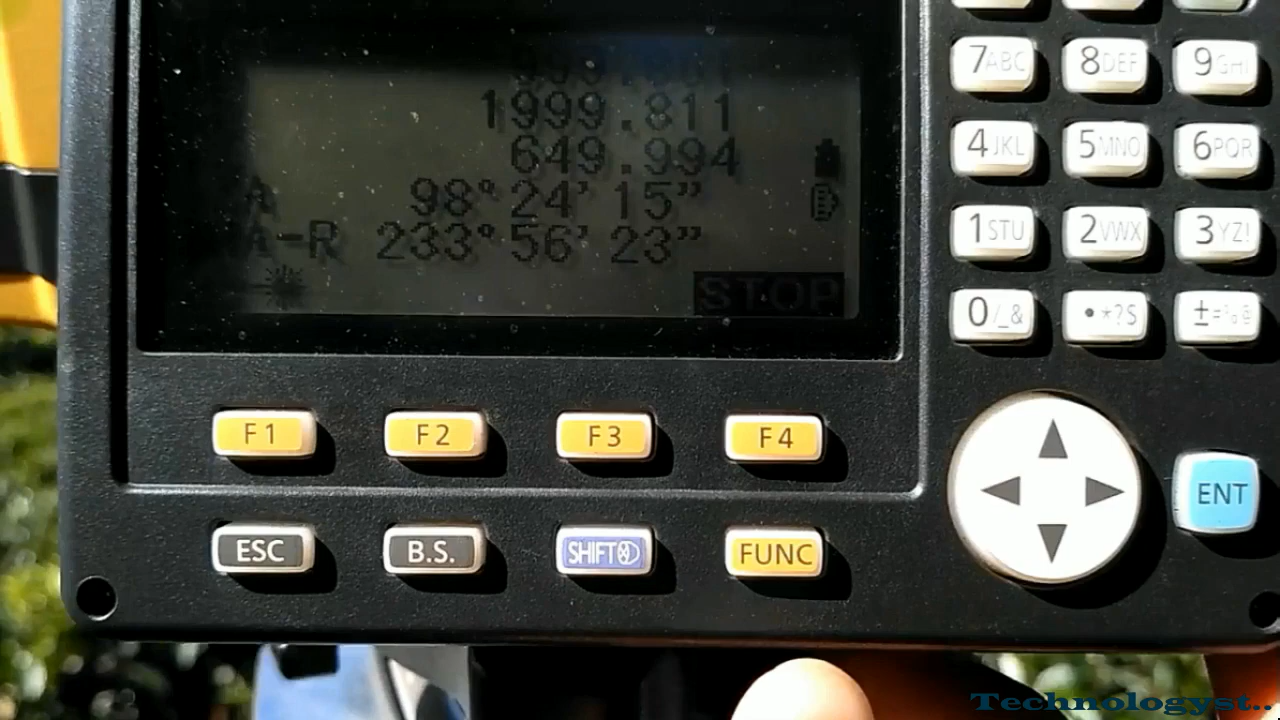 1999.811
649.994
A 98°24'15"
A-R 233°56'23"
STOP
7ABC 8DEF 9GHI
4JKL 5MNO 6PQR
1STU 2VWX 3YZ!
0/_&
F1 F2 F3 F4
ESC B.S. SHIFT FUNC
ENT
Technologyst..